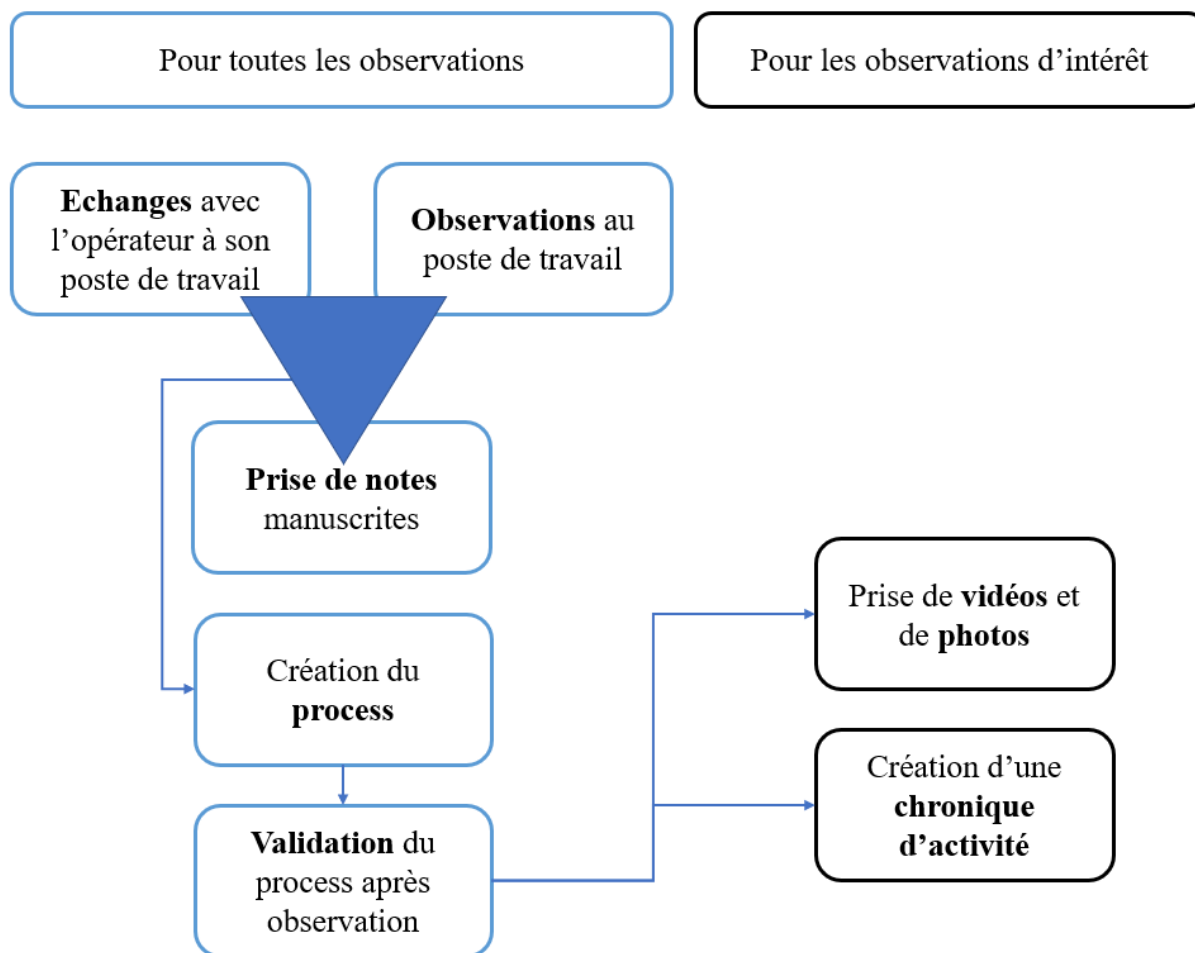 Pour toutes les observations
Pour les observations d’intérêt
Echanges avec
l’opérateur à son
poste de travail
Observations au
poste de travail
Prise de notes
manuscrites
Création du
process
Validation du
process après
observation
Prise de vidéos et
de photos
Création d’une
chronique
d’activité